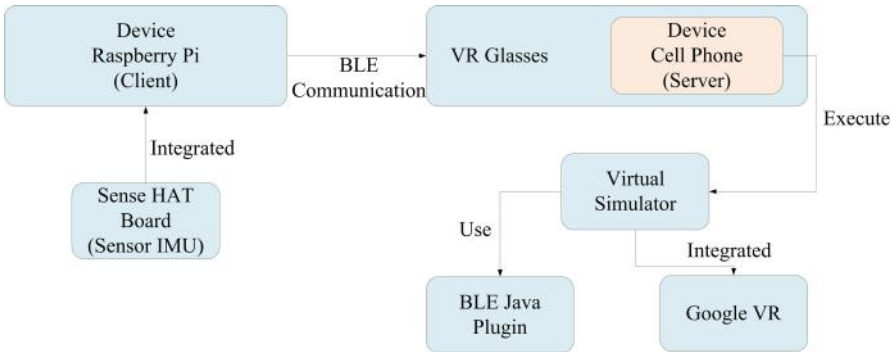 Device
Raspberry Pi
(Client)
BLE
Communication
VR Glasses
Device
Cell Phone
(Server)
Execute
Integrated
Sense HAT
Board
(Sensor IMU)
Virtual
Simulator
Use
Integrated
BLE Java
Plugin
Google VR